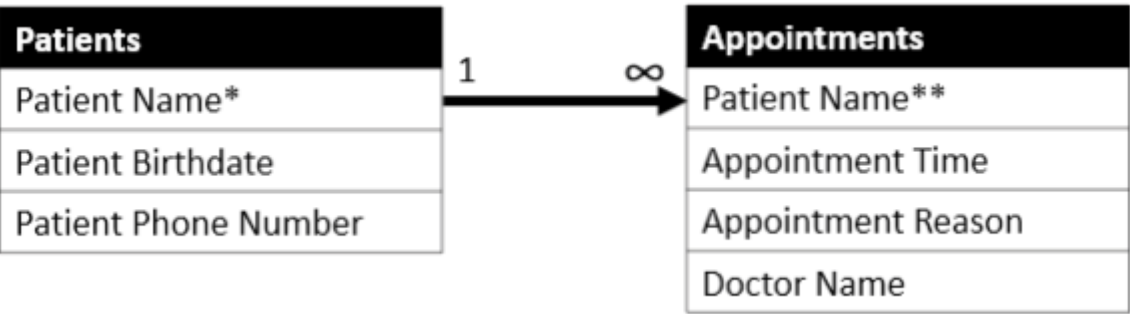 Patients
Patient Name*
Patient Birthdate
Patient Phone Number
1
∞
Appointments
Patient Name**
Appointment Time
Appointment Reason
Doctor Name